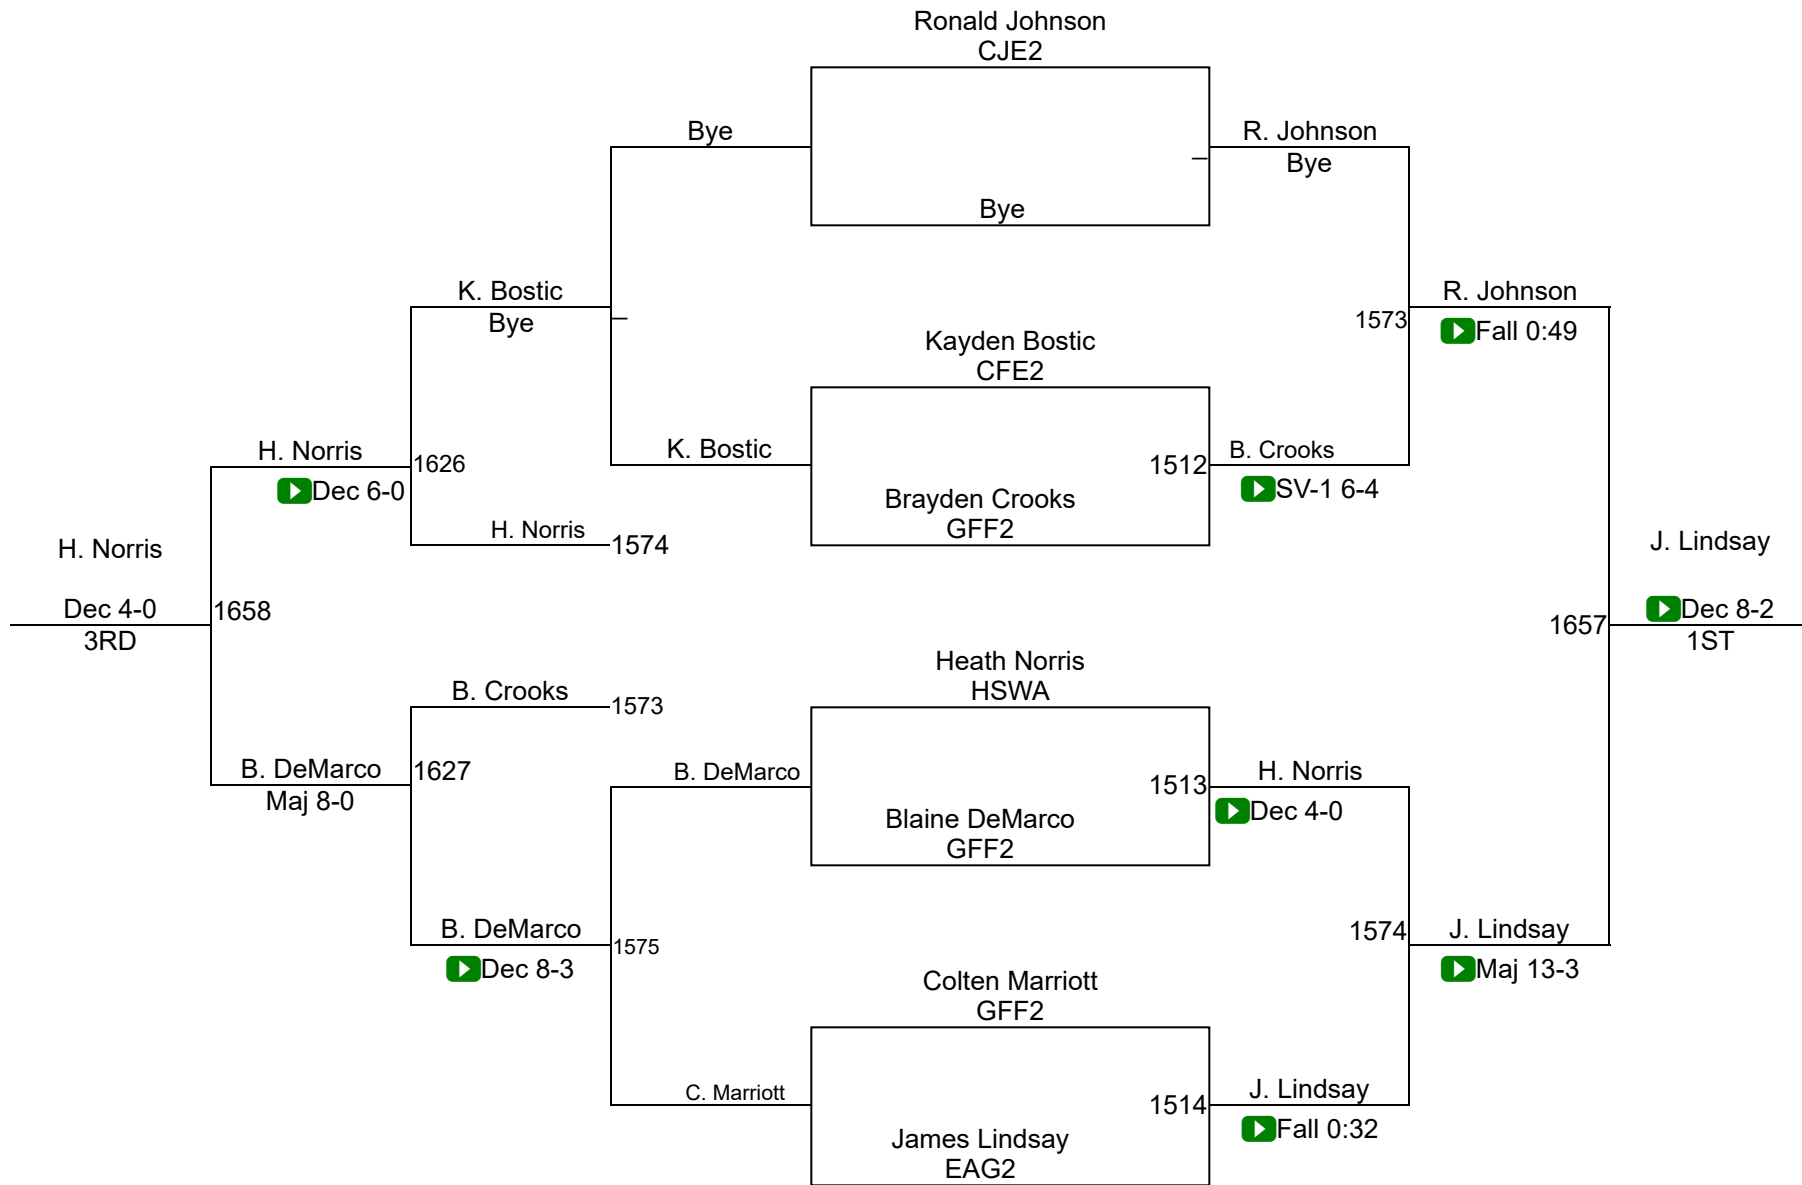 Ronald Johnson
CJE2
Bye
R. Johnson
Bye
Bye
K. Bostic
Bye
R. Johnson
1573
Fall 0:49
Kayden Bostic
CFE2
H. Norris
1626
K. Bostic
1512
B. Crooks
Dec 6-0
SV-1 6-4
Brayden Crooks
GFF2
H. Norris
1574
H. Norris
J. Lindsay
Dec 4-0
1658
1657
Dec 8-2
3RD
1ST
Heath Norris
HSWA
B. Crooks
1573
B. DeMarco
1627
B. DeMarco
1513
H. Norris
Maj 8-0
Dec 4-0
Blaine DeMarco
GFF2
B. DeMarco
1575
1574
J. Lindsay
Dec 8-3
Maj 13-3
Colten Marriott
GFF2
C. Marriott
1514
J. Lindsay
Fall 0:32
James Lindsay
EAG2